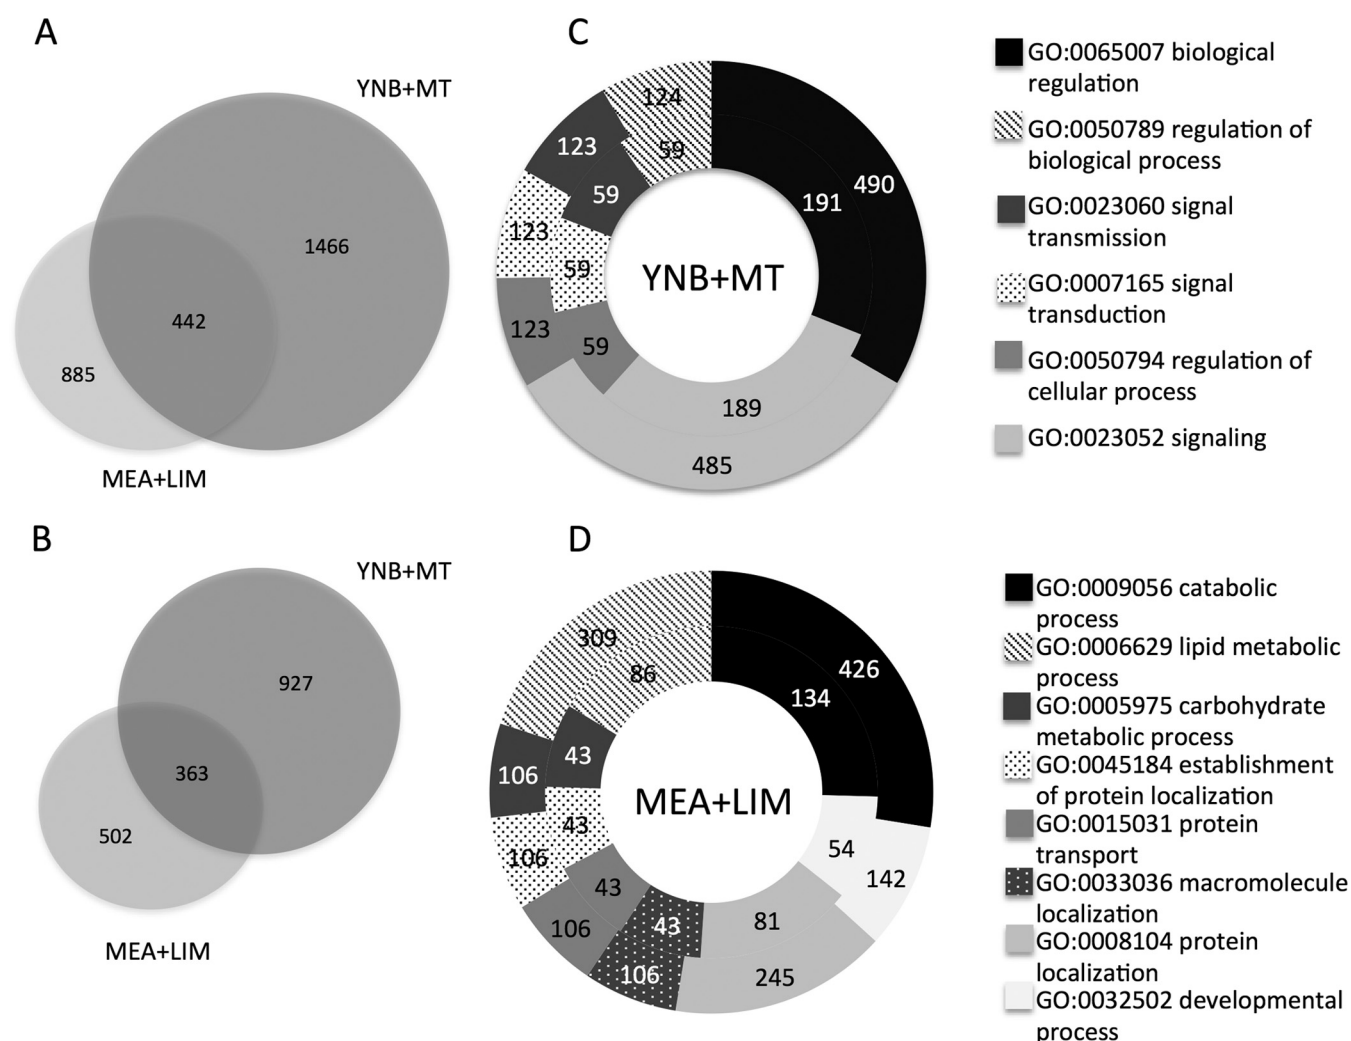 A
YNB+MT
1466
442
885
MEA+LIM
B
YNB+MT
927
363
502
MEA+LIM
C
124
59
123
59
123
59
123
59
490
191
189
485
YNB+MT
GO:0065007 biological
regulation
GO:0050789 regulation of
biological process
GO:0023060 signal
transmission
GO:0007165 signal
transduction
GO:0050794 regulation of
cellular process
GO:0023052 signaling
D
309
86
426
134
106
43
106
43
106
43
106
43
81
245
54
142
MEA+LIM
GO:0009056 catabolic
process
GO:0006629 lipid metabolic
process
GO:0005975 carbohydrate
metabolic process
GO:0045184 establishment
of protein localization
GO:0015031 protein
transport
GO:0033036 macromolecule
localization
GO:0008104 protein
localization
GO:0032502 developmental
process